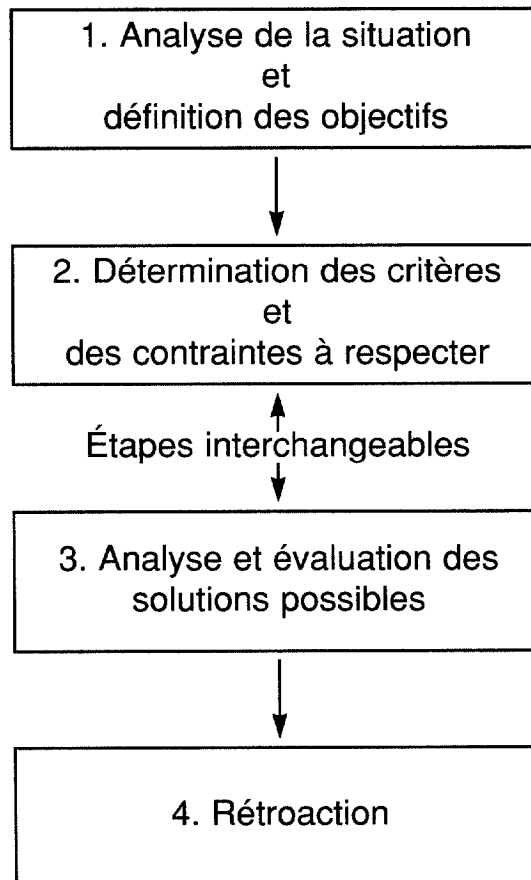 1. Analyse de la situation
et
définition des objectifs
2. Détermination des critères
et
des contraintes à respecter
Étapes interchangeables
3. Analyse et évaluation des
solutions possibles
4. Rétroaction